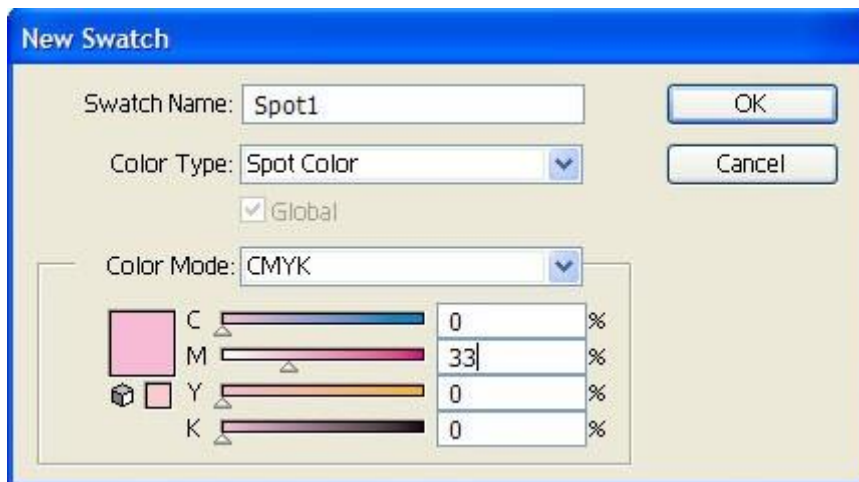 New Swatch
Swatch Name: Spot1
OK
Color Type: Spot Color
Cancel
Global
Color Mode: CMYK
C 0 %
M 33 %
Y 0 %
K 0 %